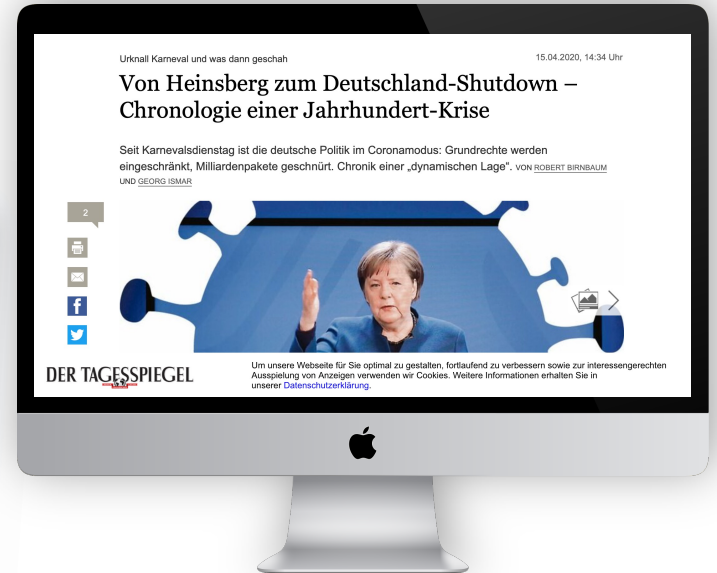 Urknall Karneval und was dann geschah
15.04.2020, 14:34 Uhr
Von Heinsberg zum Deutschland-Shutdown –
Chronologie einer Jahrhundert-Krise
Seit Karnevalsdienstag ist die deutsche Politik im Coronamodus: Grundrechte werden
eingeschränkt, Milliardenpakete geschnürt. Chronik einer „dynamischen Lage“. VON ROBERT BIRNBAUM
UND GEORG ISMAR
2
DER TAGESSPIEGEL
Um unsere Webseite für Sie optimal zu gestalten, fortlaufend zu verbessern sowie zur interessengerechten
Ausspielung von Anzeigen verwenden wir Cookies. Weitere Informationen erhalten Sie in
unserer Datenschutzerklärung.